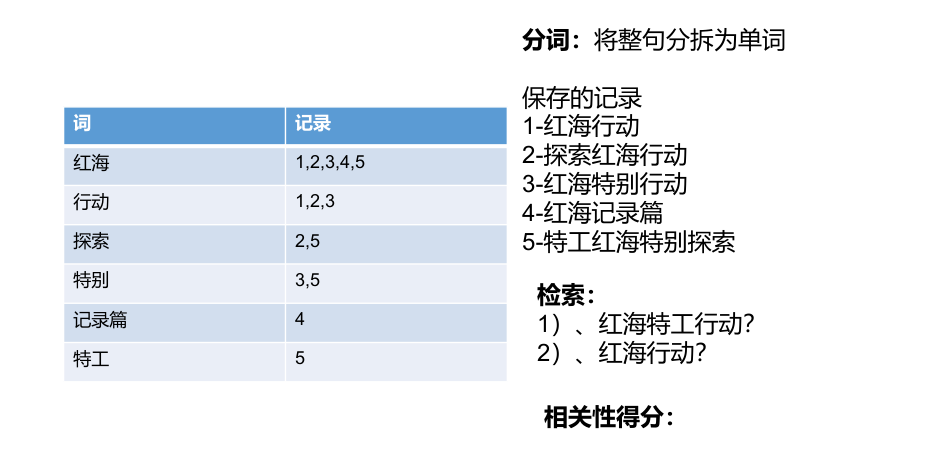 分词：将整句分拆为单词
保存的记录
1-红海行动
2-探索红海行动
3-红海特别行动
4-红海记录篇
5-特工红海特别探索
检索：
1）、红海特工行动？
2）、红海行动？
相关性得分：
词 记录
红海 1,2,3,4,5
行动 1,2,3
探索 2,5
特别 3,5
记录篇 4
特工 5